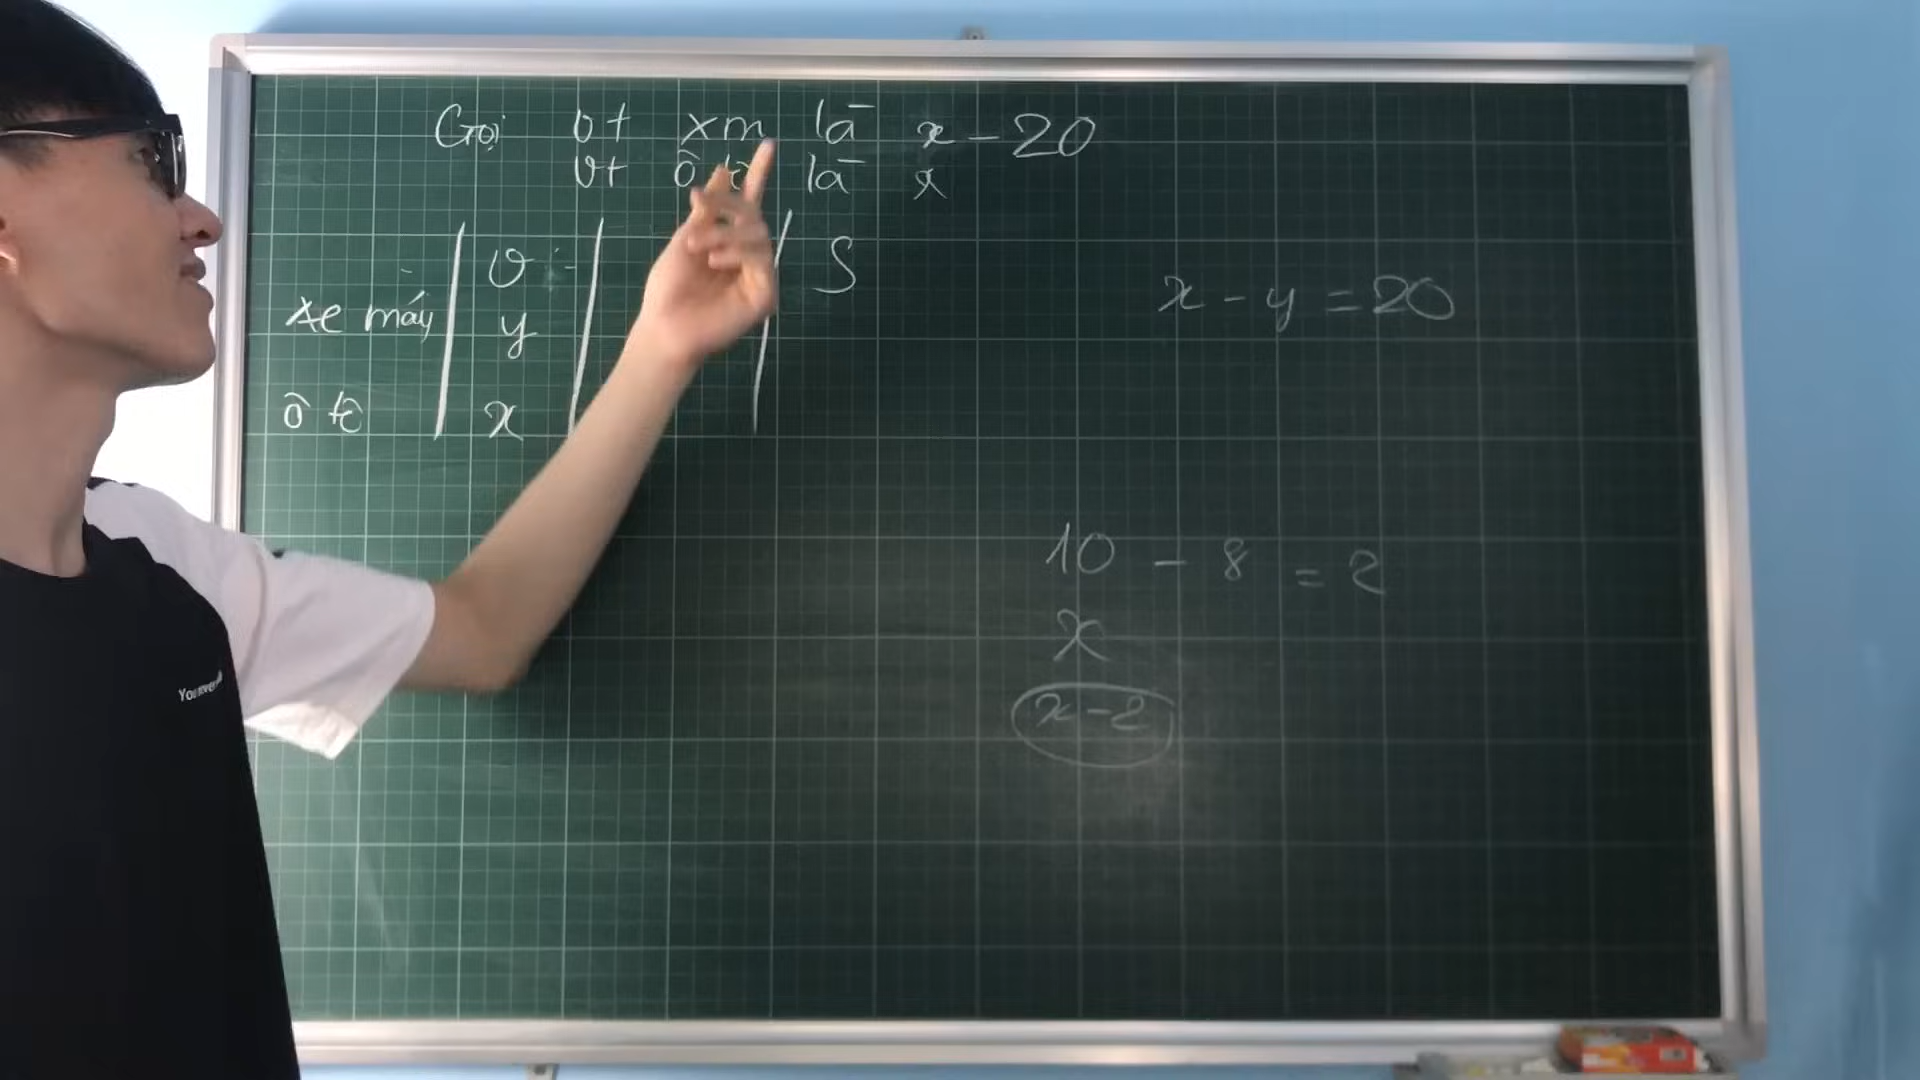 Gọi vt xm là x - 20
vt ô tô là x
v S
xe máy y
ô tô x
x - y = 20
10 - 8 = 2
x
x - 2